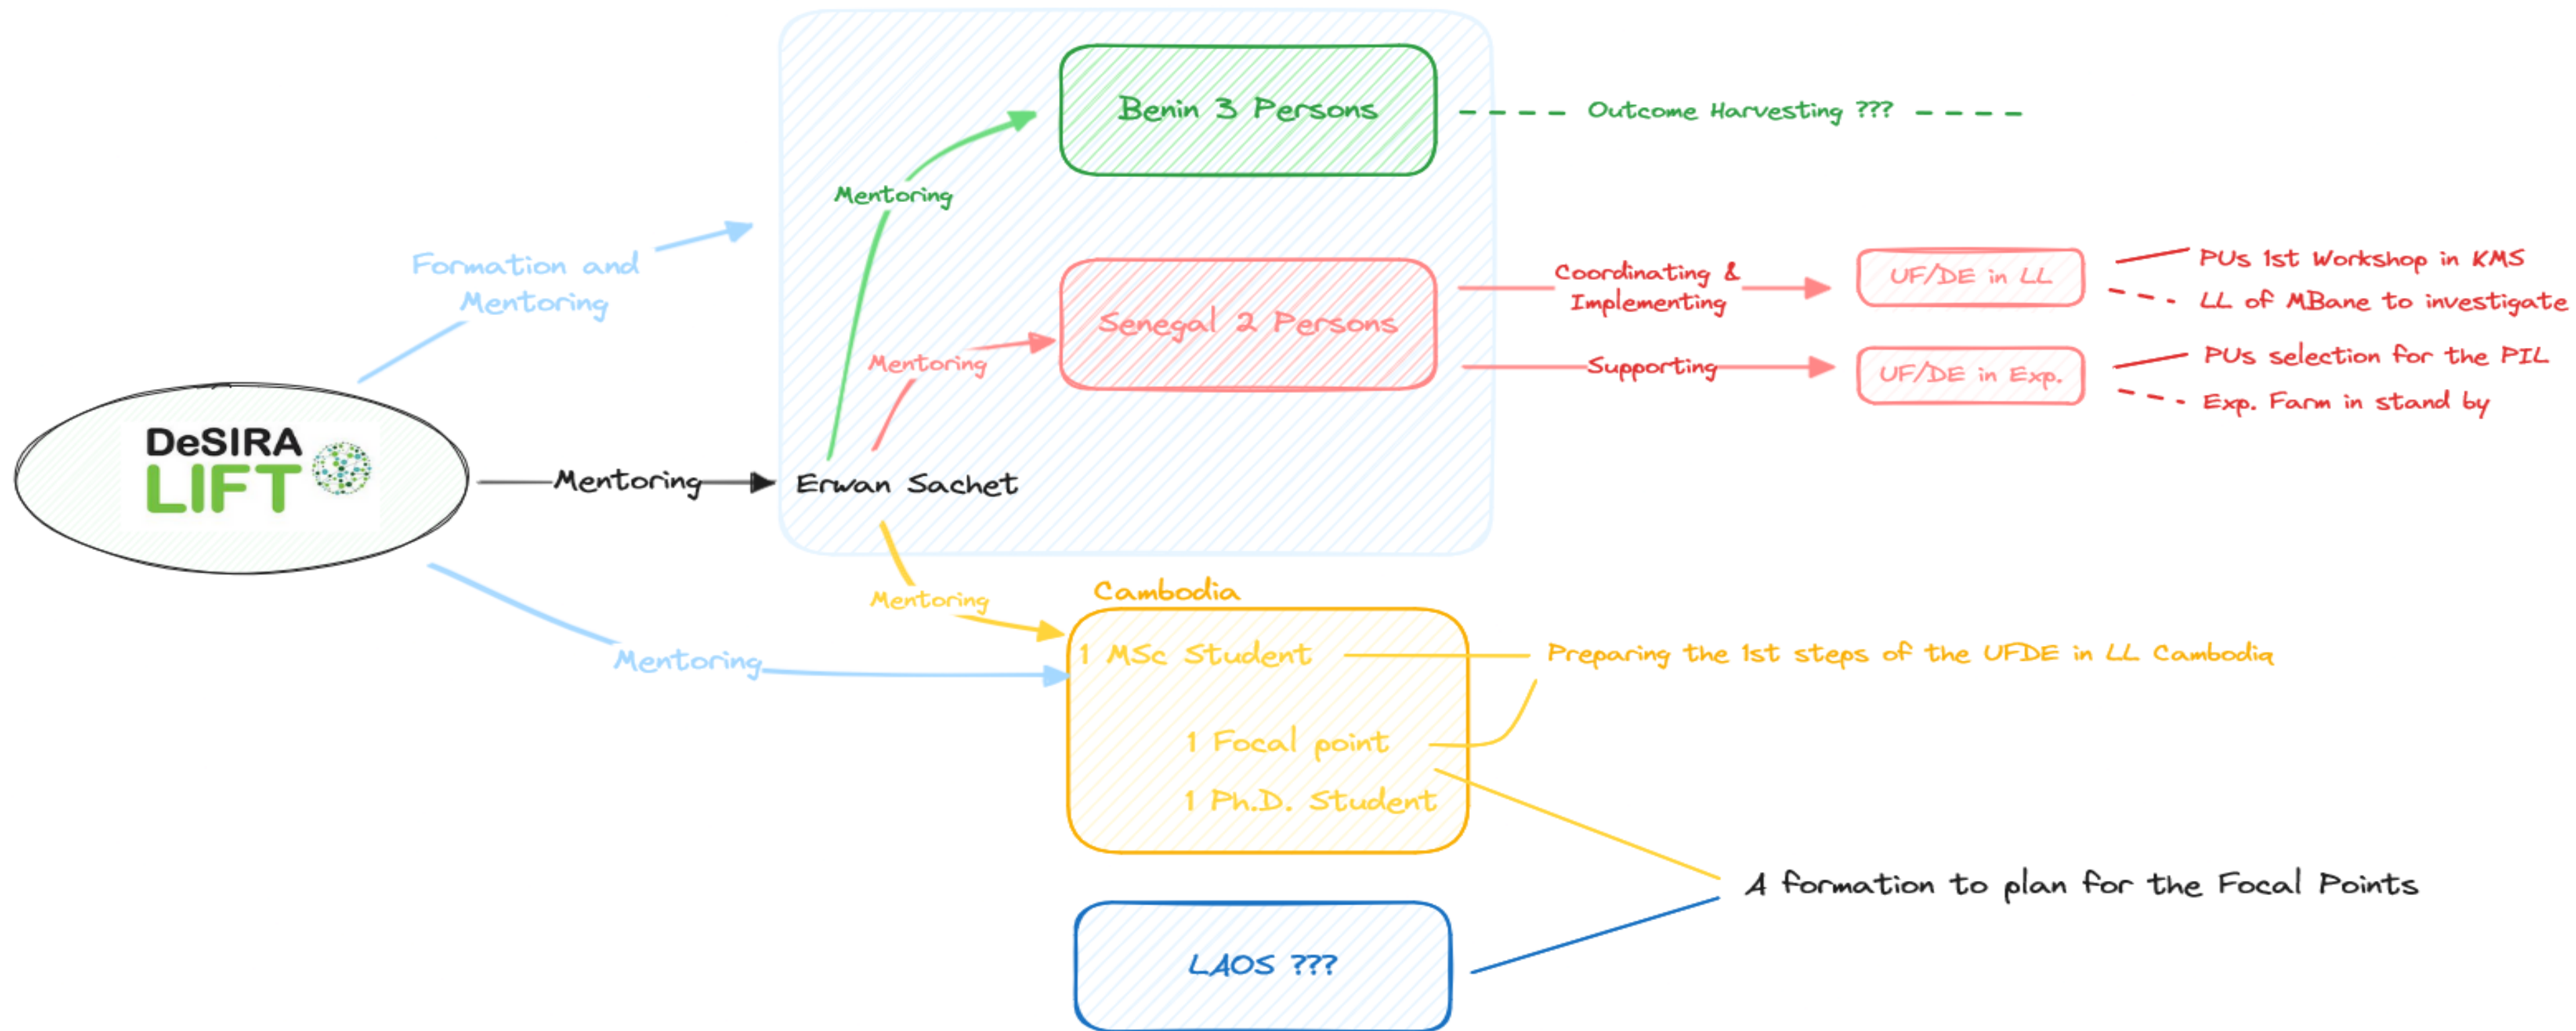 Benin 3 Persons
Outcome Harvesting ???
Mentoring
Formation and
Mentoring
Senegal 2 Persons
Mentoring
Coordinating &
Implementing
UF/DE in LL
PUs 1st Workshop in KMS
LL of MBane to investigate
Supporting
UF/DE in Exp.
PUs selection for the PIL
Exp. Farm in stand by
DeSIRA
LIFT
Mentoring
Erwan Sachet
Mentoring
Mentoring
Cambodia
1 MSc Student
Preparing the 1st steps of the UFDE in LL Cambodia
1 Focal point
1 Ph.D. Student
A formation to plan for the Focal Points
LAOS ???